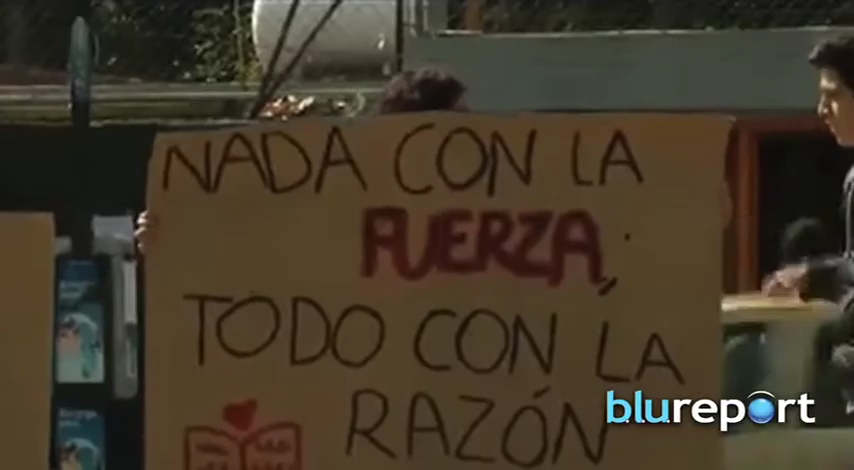 NADA CON LA
FUERZA,
TODO CON LA
RAZÓN
blureport